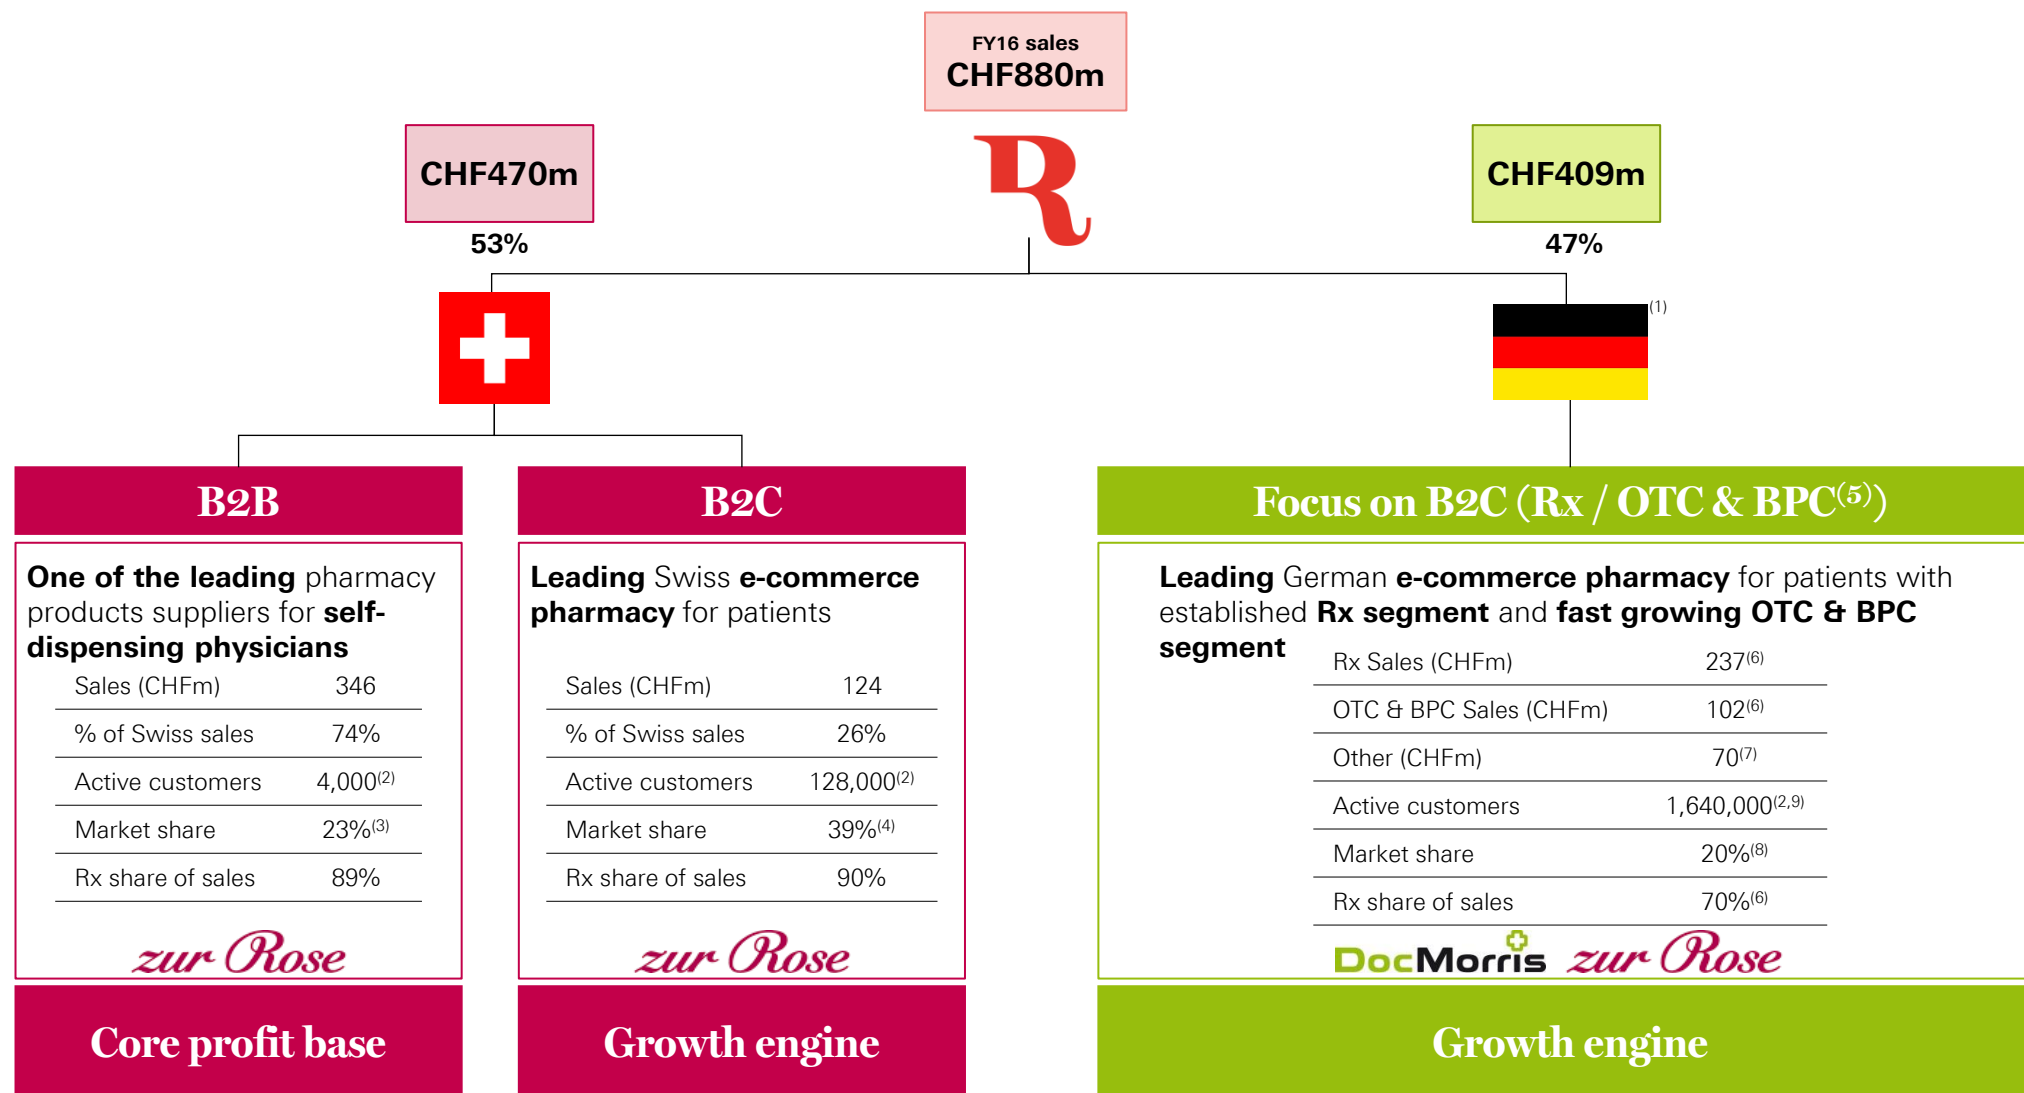 FY16 sales
CHF880m
CHF470m
53%
CHF409m
47%
R
(1)
B2B
One of the leading pharmacy
products suppliers for self-
dispensing physicians
Sales (CHFm) 346
% of Swiss sales 74%
Active customers 4,000(2)
Market share 23%(3)
Rx share of sales 89%
zur Rose
Core profit base
B2C
Leading Swiss e-commerce
pharmacy for patients
Sales (CHFm) 124
% of Swiss sales 26%
Active customers 128,000(2)
Market share 39%(4)
Rx share of sales 90%
zur Rose
Growth engine
Focus on B2C (Rx / OTC & BPC(5))
Leading German e-commerce pharmacy for patients with
established Rx segment and fast growing OTC & BPC
segment
Rx Sales (CHFm) 237(6)
OTC & BPC Sales (CHFm) 102(6)
Other (CHFm) 70(7)
Active customers 1,640,000(2,9)
Market share 20%(8)
Rx share of sales 70%(6)
DocMorris zur Rose
Growth engine